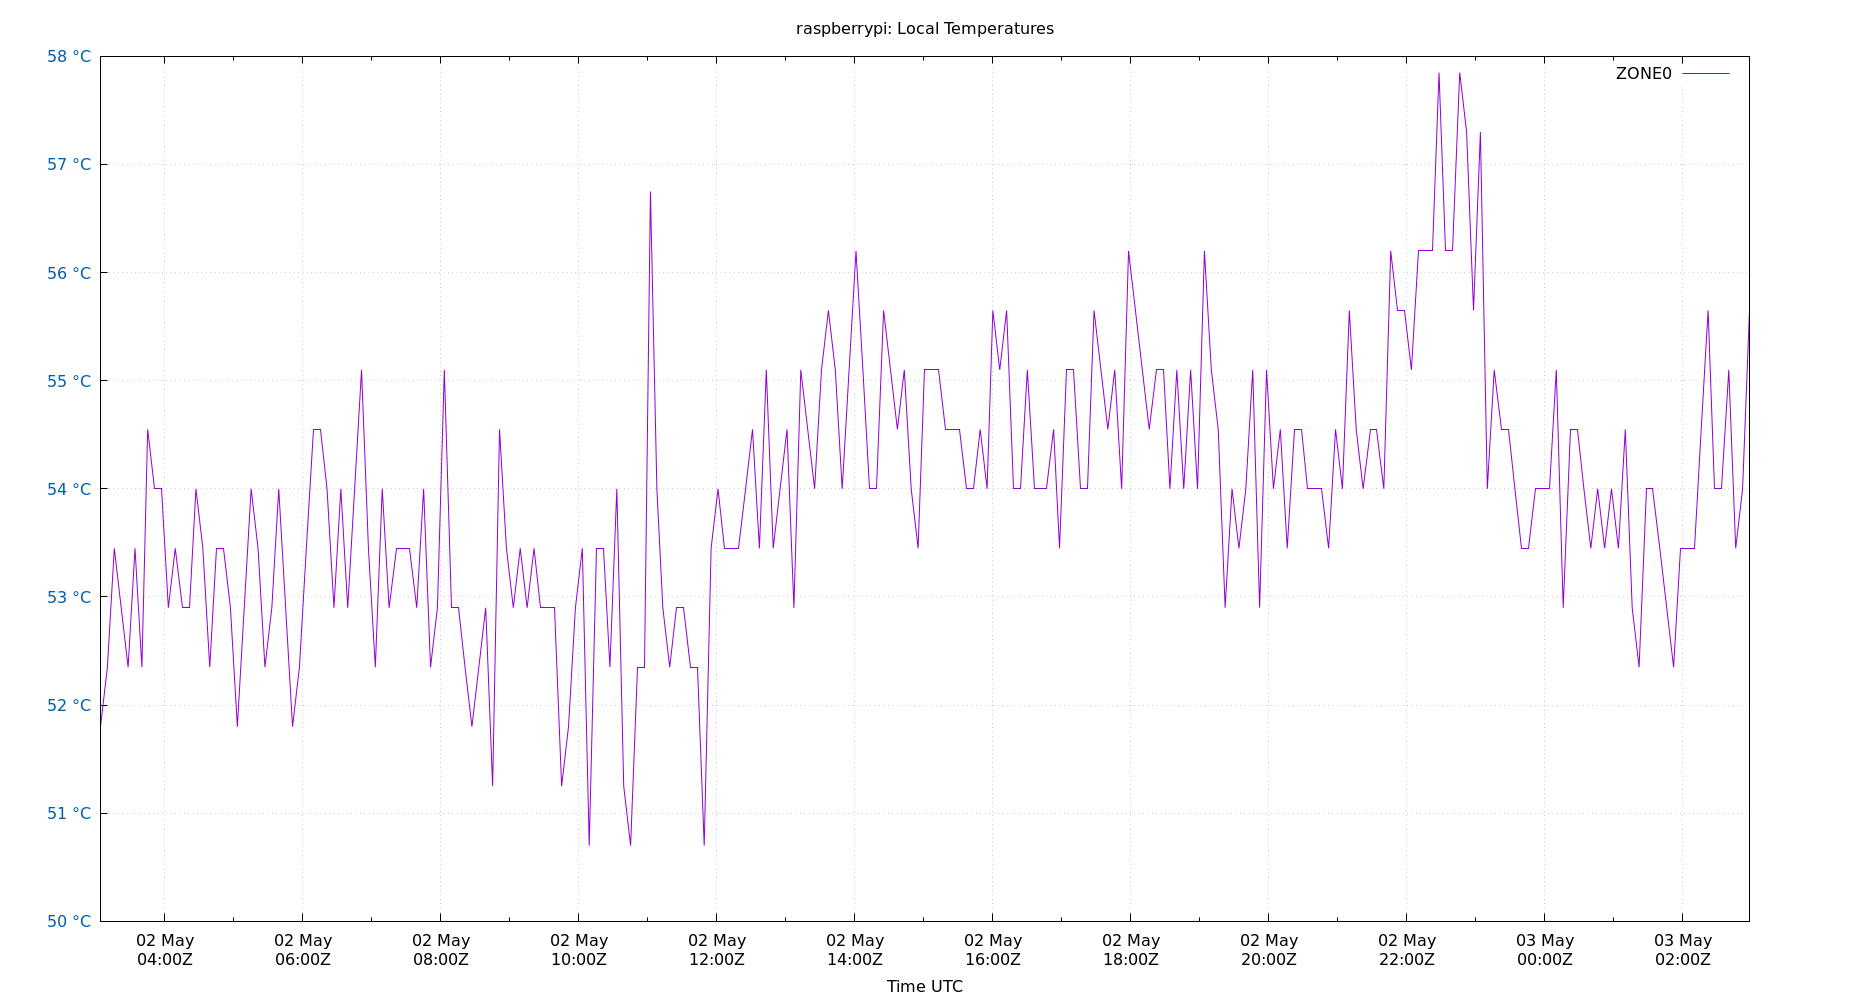 raspberrypi: Local Temperatures
58 °C
57 °C
56 °C
55 °C
54 °C
53 °C
52 °C
51 °C
50 °C
ZONE0
02 May 04:00Z
02 May 06:00Z
02 May 08:00Z
02 May 10:00Z
02 May 12:00Z
02 May 14:00Z
02 May 16:00Z
02 May 18:00Z
02 May 20:00Z
02 May 22:00Z
03 May 00:00Z
03 May 02:00Z
Time UTC